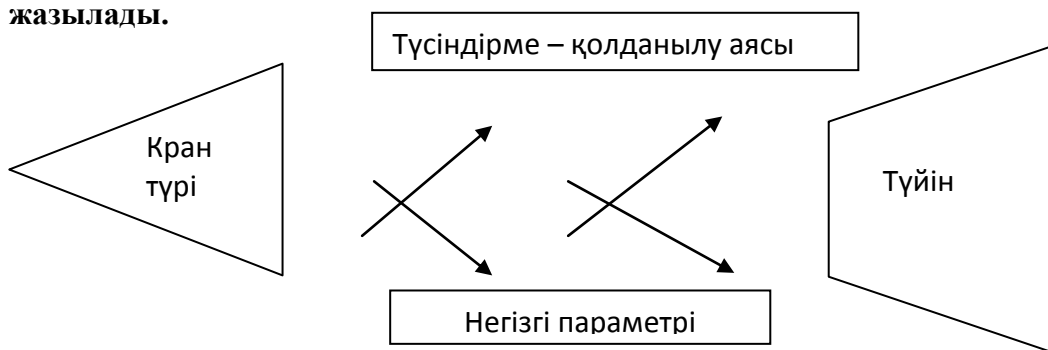 жазылады.
Түсіндірме – қолданылу аясы
Кран
түрі
Түйін
Негізгі параметрі